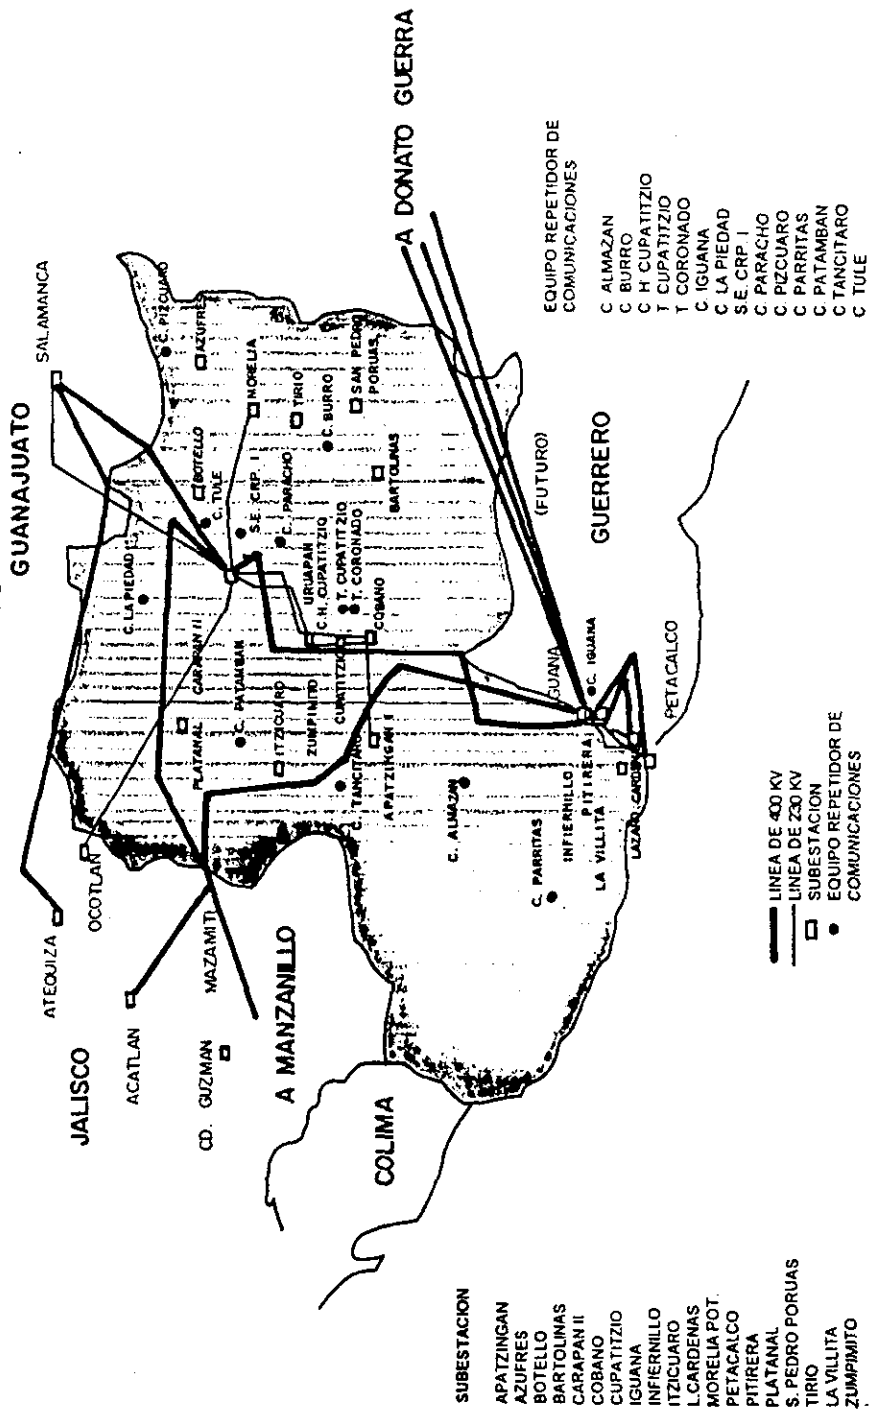 GUANAJUATO
SALAMANCA
ATEQUIZA
OCOTLAN
JALISCO
ACATLAN
MAZAMITL
CD. GUZMAN
A MANZANILLO
COLIMA
C. PIZCUARO
AZUFRES
C. LA PIEDAD
BOTELLO
C. TULE
MORELIA
CARAPAN II
S.E. CRP. I
PLATANAL
C. PATAMBAN
C. PARACHO
TIRIO
C. BURRO
ITZICUARO
ZUMPIMITO
URUAPAN
C.H. CUPATITZIO
CUPATITZIO
T. CUPATITZIO
T. CORONADO
SAN PEDRO
PORUAS
C. TANCITARO
APATZINGAN I
COBANO
BARTOLINAS
A DONATO GUERRA
C. ALMAZAN
C. PARRITAS
INFIERNILLO
IGUANA
(FUTURO)
PITIRERA
C. IGUANA
GUERRERO
LA VILLITA
LAZARO CARDENAS
PETACALCO
LINEA DE 400 KV
LINEA DE 230 KV
SUBESTACION
EQUIPO REPETIDOR DE
COMUNICACIONES
SUBESTACION
APATZINGAN
AZUFRES
BOTELLO
BARTOLINAS
CARAPAN II
COBANO
CUPATITZIO
IGUANA
INFIERNILLO
ITZICUARO
L.CARDENAS
MORELIA POT.
PETACALCO
PITIRERA
PLATANAL
S. PEDRO PORUAS
TIRIO
LA VILLITA
ZUMPIMITO
EQUIPO REPETIDOR DE
COMUNICACIONES
C ALMAZAN
C BURRO
C H CUPATITZIO
T CUPATITZIO
T CORONADO
C. IGUANA
C LA PIEDAD
S.E. CRP. I
C. PARACHO
C. PIZCUARO
C PARRITAS
C. PATAMBAN
C TANCITARO
C TULE